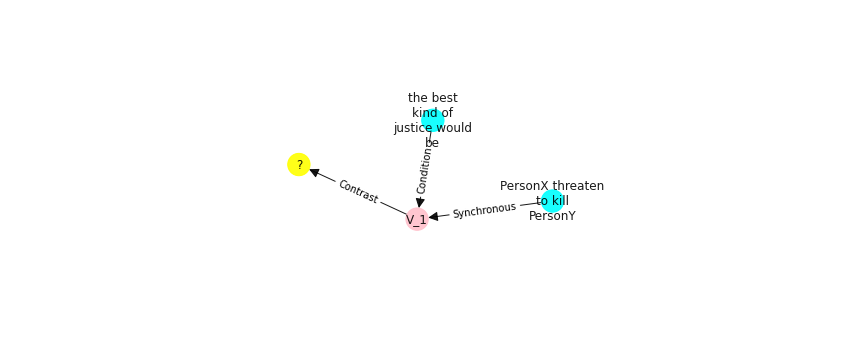 the best
kind of
justice would
be
?
Condition
PersonX threaten
to kill
PersonY
Contrast
Synchronous
V_1